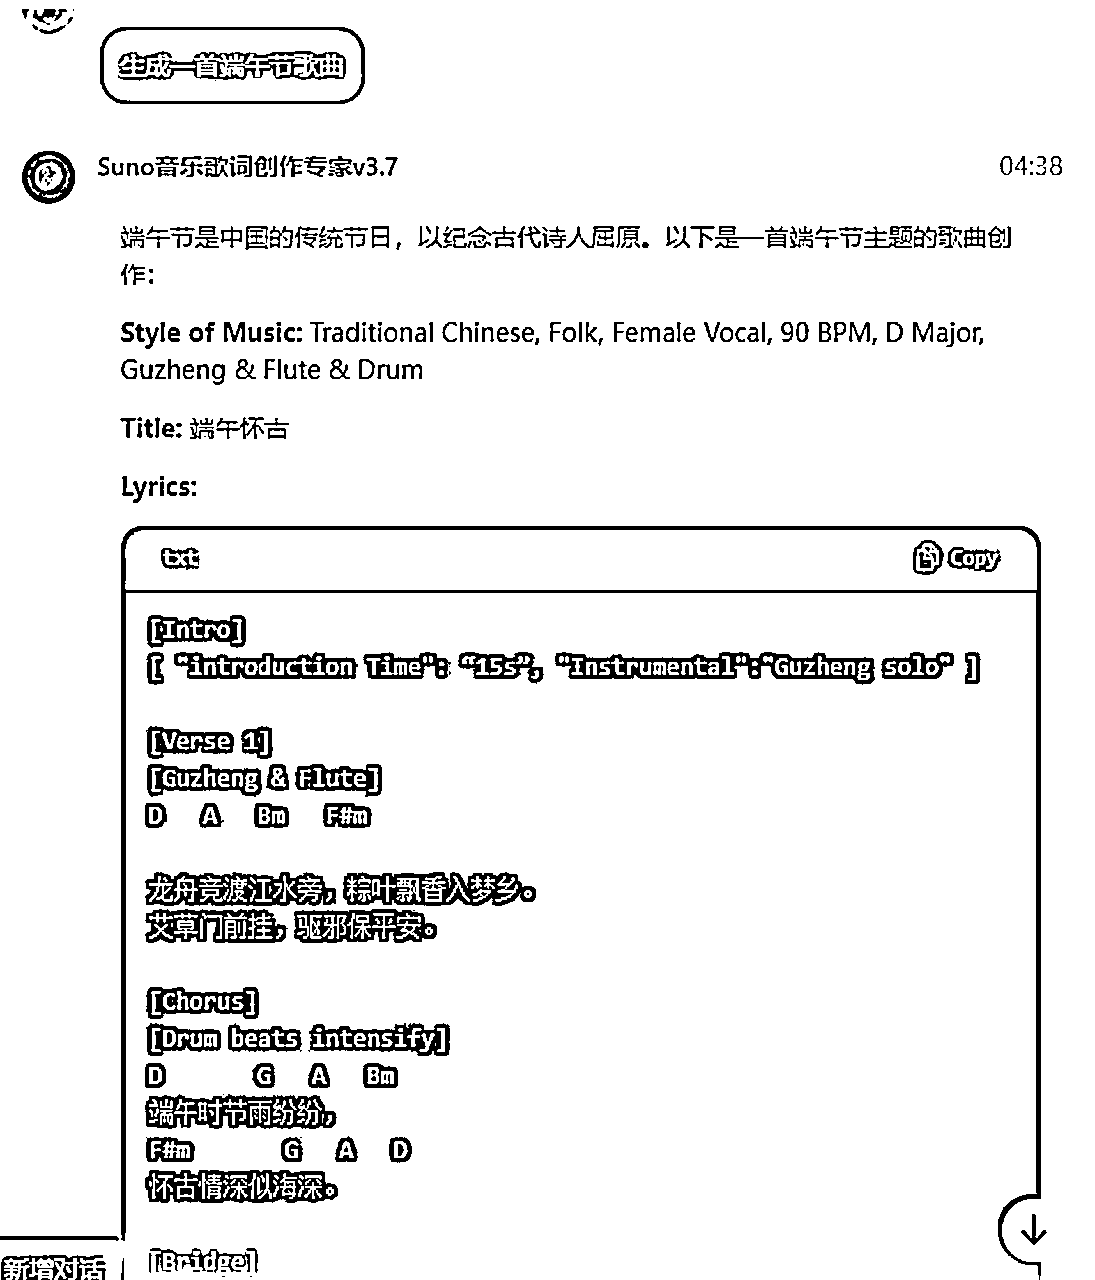 生成一首端午节歌曲
Suno音乐歌词创作专家v3.7
04:38
端午节是中国的传统节日，以纪念古代诗人屈原。以下是一首端午节主题的歌曲创
作：
Style of Music: Traditional Chinese, Folk, Female Vocal, 90 BPM, D Major,
Guzheng & Flute & Drum
Title: 端午怀古
Lyrics:
txt
Copy
[Intro]
[ "introduction Time": "15s", "Instrumental":"Guzheng solo" ]
[Verse 1]
[Guzheng & Flute]
D A Bm F#m
龙舟竞渡江水旁，粽叶飘香入梦乡。
艾草门前挂，驱邪保平安。
[Chorus]
[Drum beats intensify]
D G A Bm
端午时节雨纷纷，
F#m G A D
怀古情深似海深。
[Bridge]
新增对话